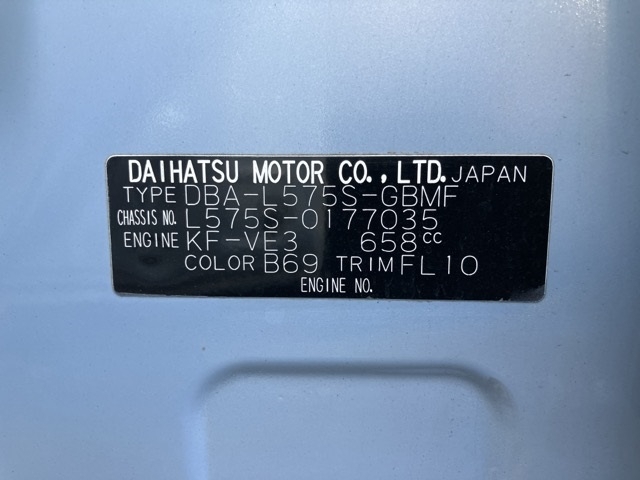 DAIHATSU MOTOR CO., LTD. JAPAN
TYPE DBA-L575S-GBMF
CHASSIS NO. L575S-0177035
ENGINE KF-VE3 658cc
COLOR B69 TRIM FL10
ENGINE NO.